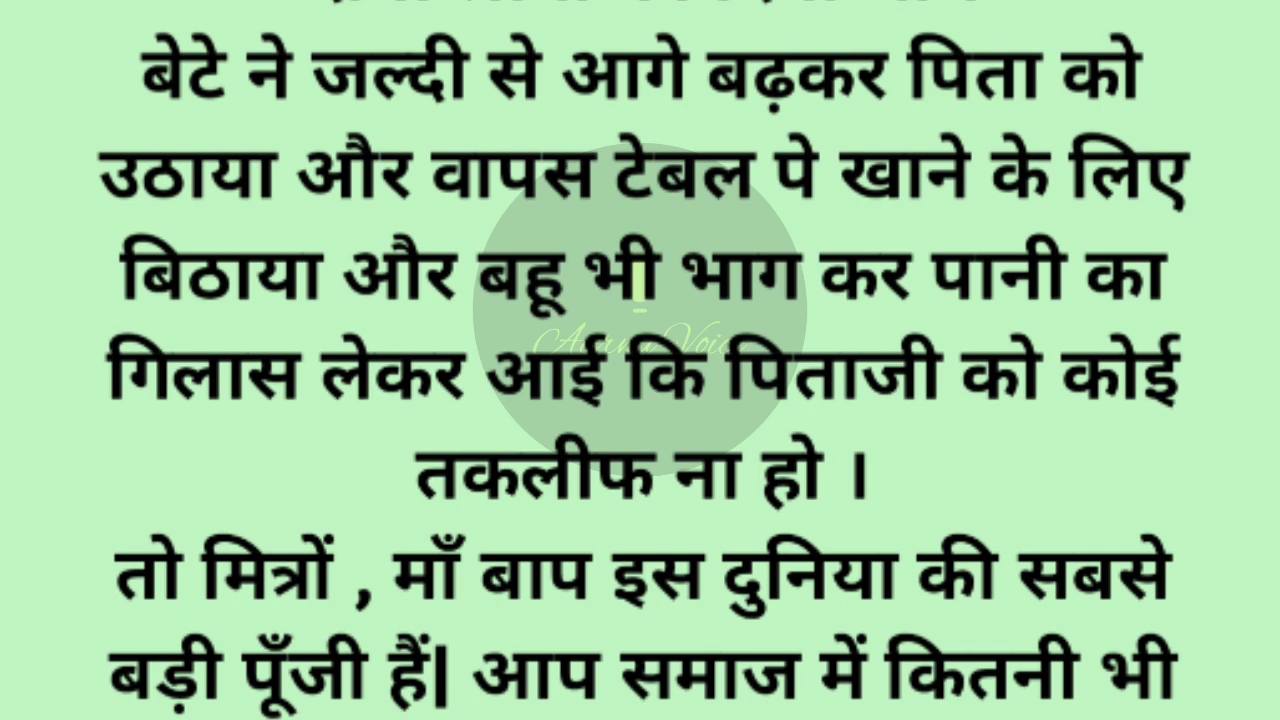 बेटे ने जल्दी से आगे बढ़कर पिता को
उठाया और वापस टेबल पे खाने के लिए
बिठाया और बहू भी भाग कर पानी का
गिलास लेकर आई कि पिताजी को कोई
तकलीफ ना हो ।
तो मित्रों , माँ बाप इस दुनिया की सबसे
बड़ी पूँजी हैं| आप समाज में कितनी भी